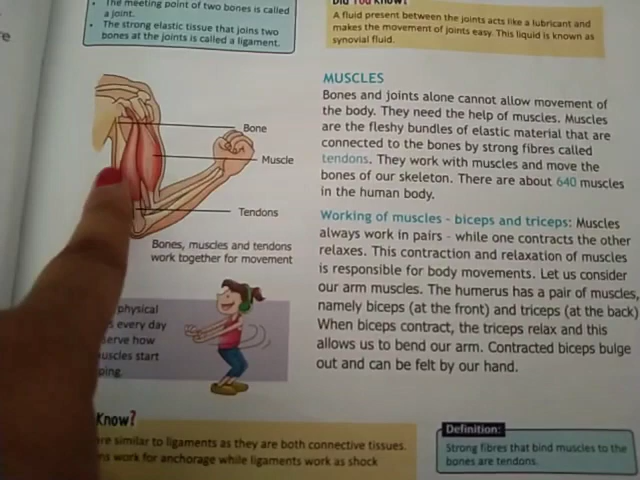 The meeting point of two bones is called
a joint.
• The strong elastic tissue that joins two
bones at the joints is called a ligament.
Did You Know?
A fluid present between the joints acts like a lubricant and
makes the movement of joints easy. This liquid is known as
synovial fluid.
Bone
Muscle
Tendons
Bones, muscles and tendons
work together for movement
physical
every day
how
start
MUSCLES
Bones and joints alone cannot allow movement of
the body. They need the help of muscles. Muscles
are the fleshy bundles of elastic material that are
connected to the bones by strong fibres called
tendons. They work with muscles and move the
bones of our skeleton. There are about 640 muscles
in the human body.
Working of muscles - biceps and triceps: Muscles
always work in pairs - while one contracts the other
relaxes. This contraction and relaxation of muscles
is responsible for body movements. Let us consider
our arm muscles. The humerus has a pair of muscles,
namely biceps (at the front) and triceps (at the back)
When biceps contract, the triceps relax and this
allows us to bend our arm. Contracted biceps bulge
out and can be felt by our hand.
Know?
similar to ligaments as they are both connective tissues.
work for anchorage while ligaments work as shock
Definition:
Strong fibres that bind muscles to the
bones are tendons.